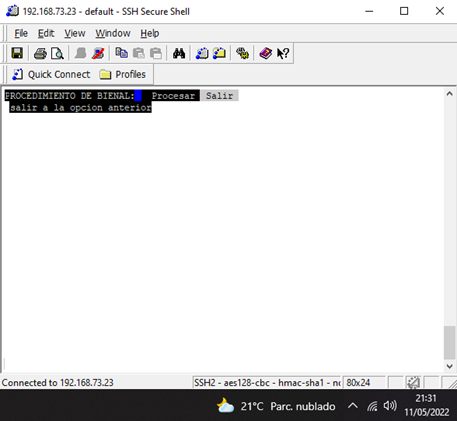 192.168.73.23 - default - SSH Secure Shell
File Edit View Window Help
Quick Connect Profiles
PROCEDIMIENTO DE BIENAL: Procesar Salir
salir a la opcion anterior
Connected to 192.168.73.23 SSH2 - aes128-cbc - hmac-sha1 - 80x24
21°C Parc. nublado 21:31
11/05/2022